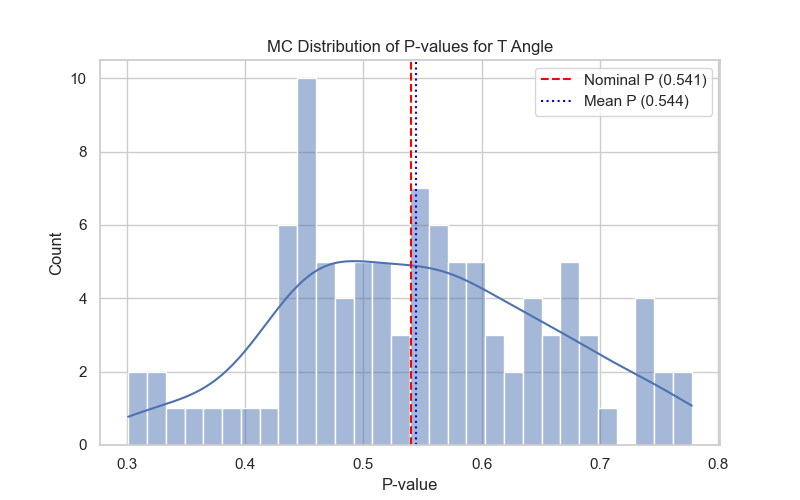 MC Distribution of P-values for T Angle
Nominal P (0.541)
Mean P (0.544)
10
8
6
4
2
0
Count
0.3 0.4 0.5 0.6 0.7 0.8
P-value